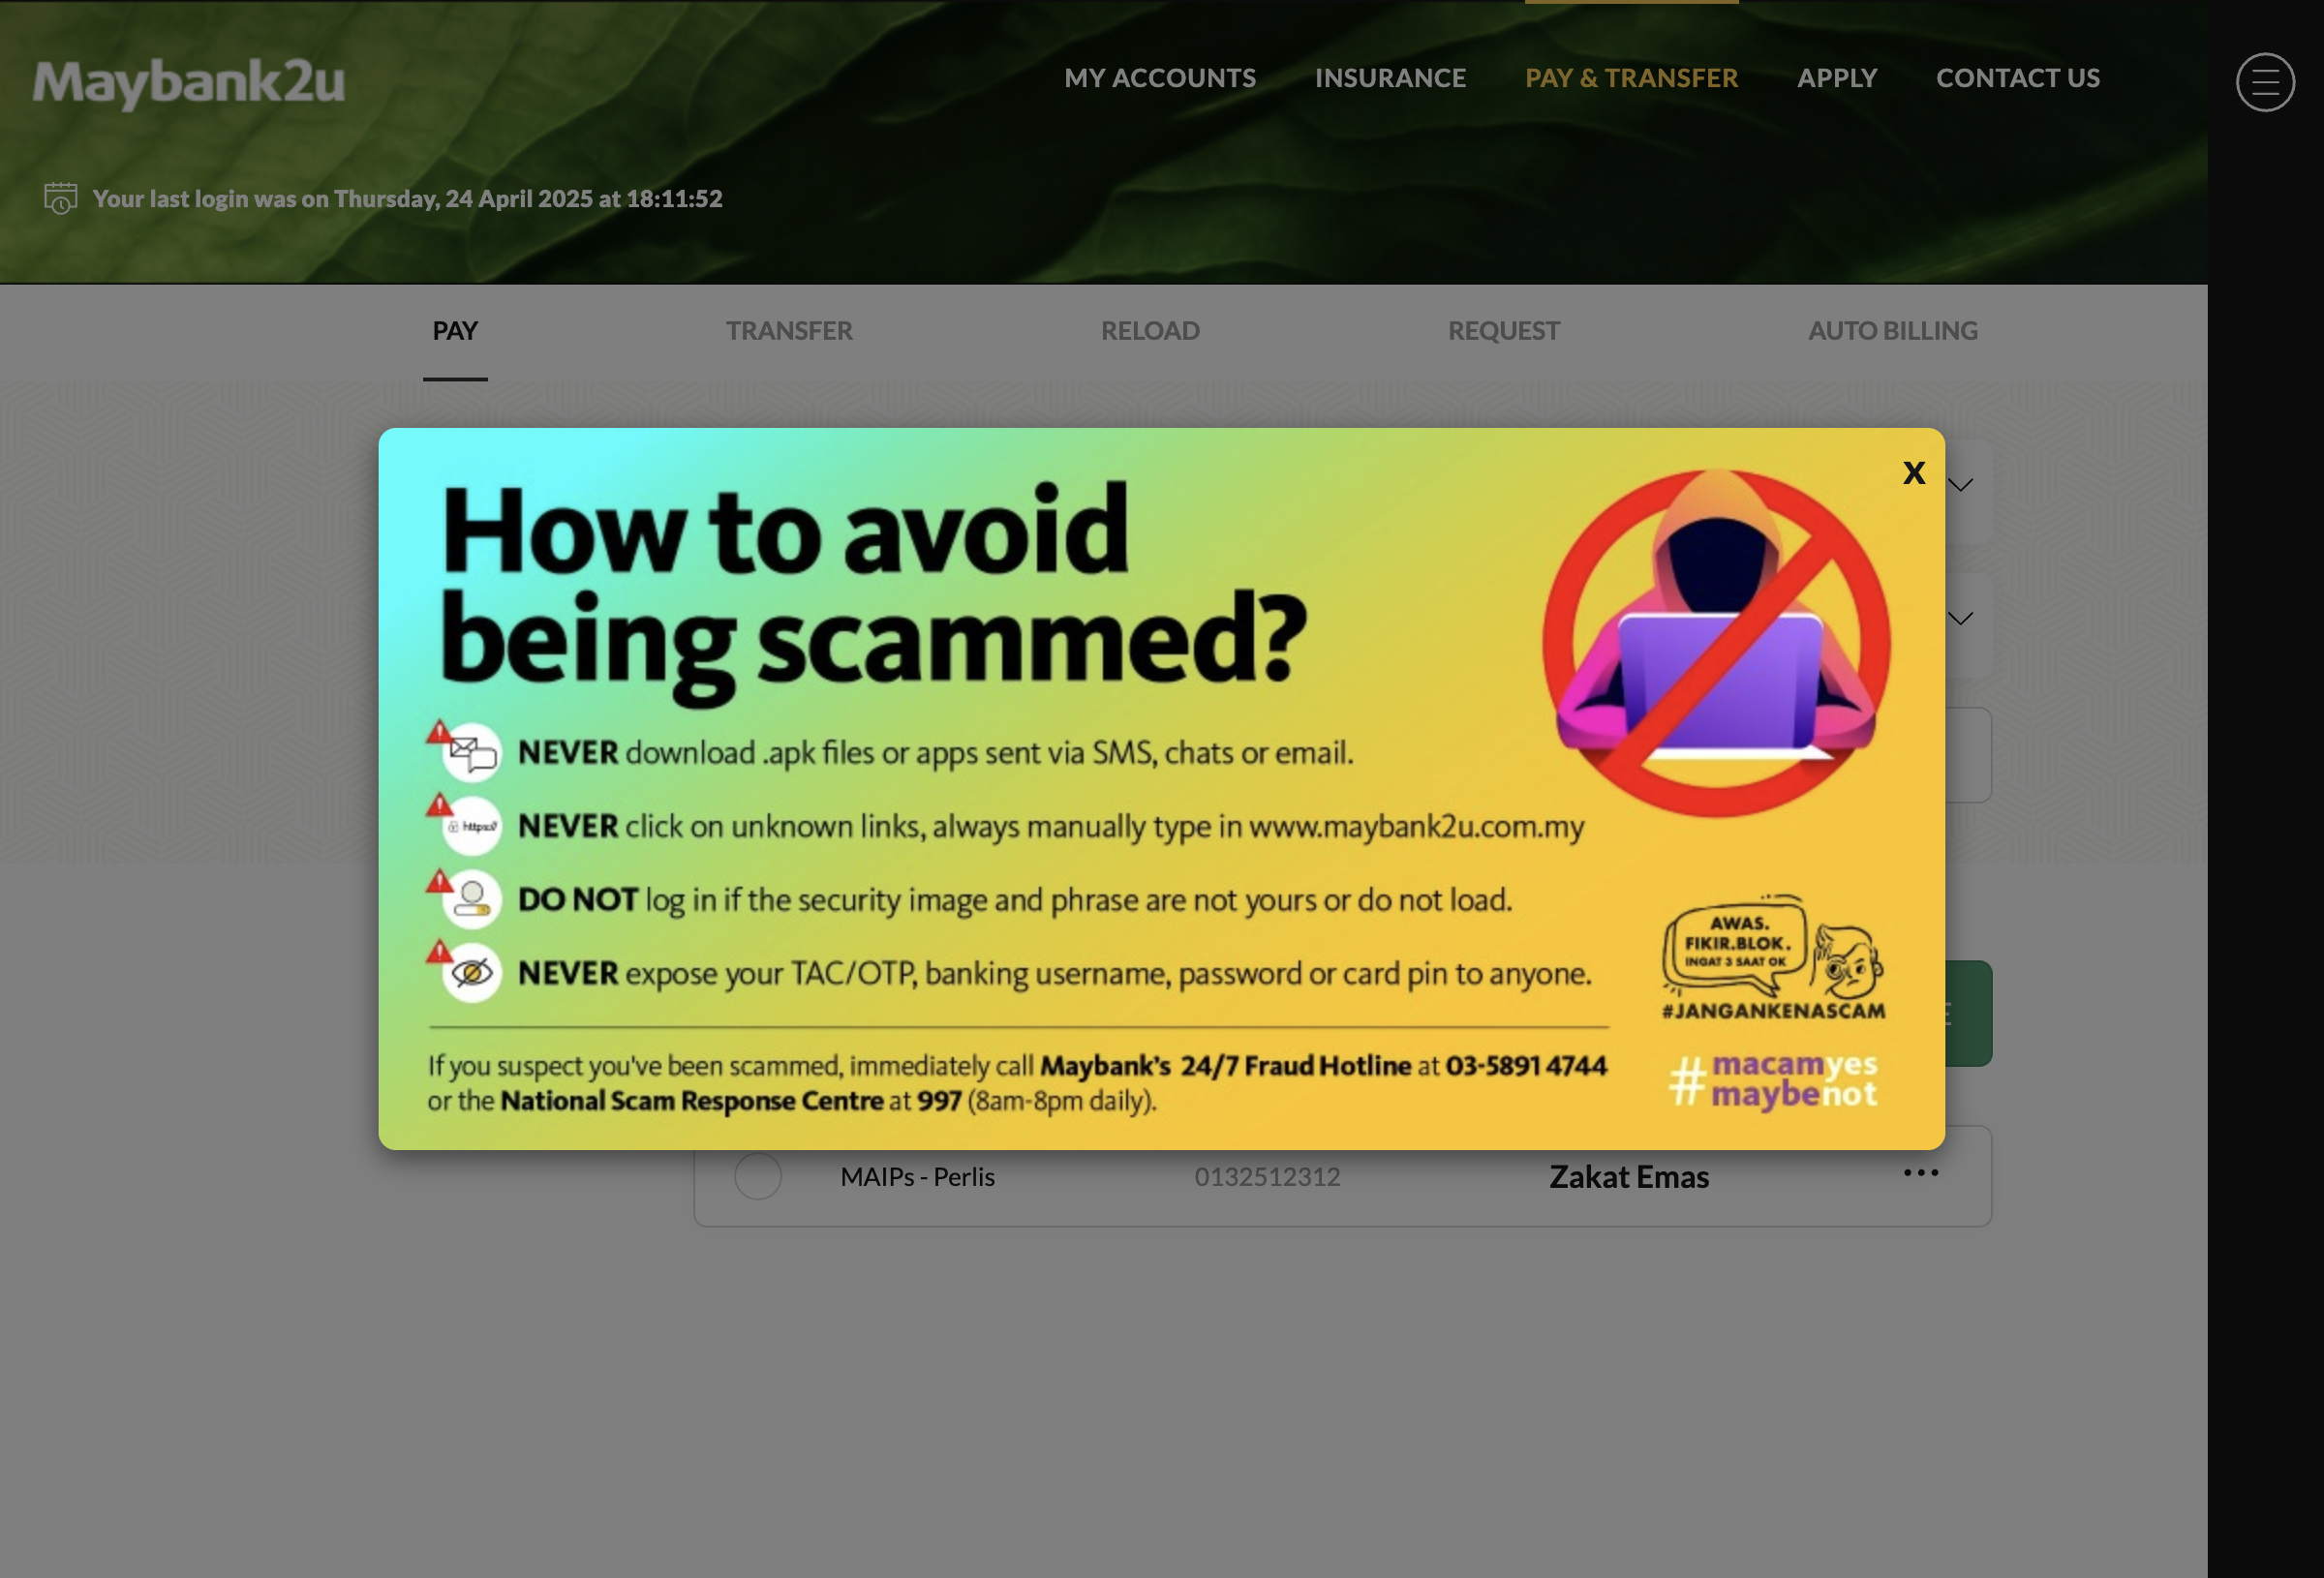 Maybank2u
MY ACCOUNTS
INSURANCE
PAY & TRANSFER
APPLY
CONTACT US
Your last login was on Thursday, 24 April 2025 at 18:11:52
PAY
TRANSFER
RELOAD
REQUEST
AUTO BILLING
X
How to avoid
being scammed?
NEVER download .apk files or apps sent via SMS, chats or email.
https://
NEVER click on unknown links, always manually type in www.maybank2u.com.my
DO NOT log in if the security image and phrase are not yours or do not load.
NEVER expose your TAC/OTP, banking username, password or card pin to anyone.
AWAS.
FIKIR.BLOK.
INGAT 3 SAAT OK
#JANGANKENASCAM
If you suspect you've been scammed, immediately call Maybank's 24/7 Fraud Hotline at 03-5891 4744
or the National Scam Response Centre at 997 (8am-8pm daily).
#macamyes
maybenot
MAIPs - Perlis
0132512312
Zakat Emas